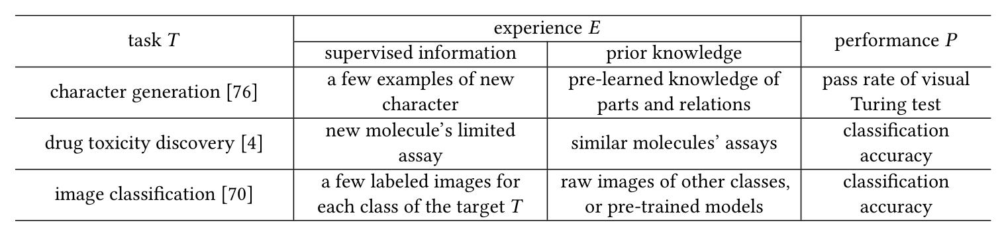 task T
experience E
performance P
supervised information
prior knowledge
character generation [76]
a few examples of new
character
pre-learned knowledge of
parts and relations
pass rate of visual
Turing test
drug toxicity discovery [4]
new molecule’s limited
assay
similar molecules’ assays
classification
accuracy
image classification [70]
a few labeled images for
each class of the target T
raw images of other classes,
or pre-trained models
classification
accuracy